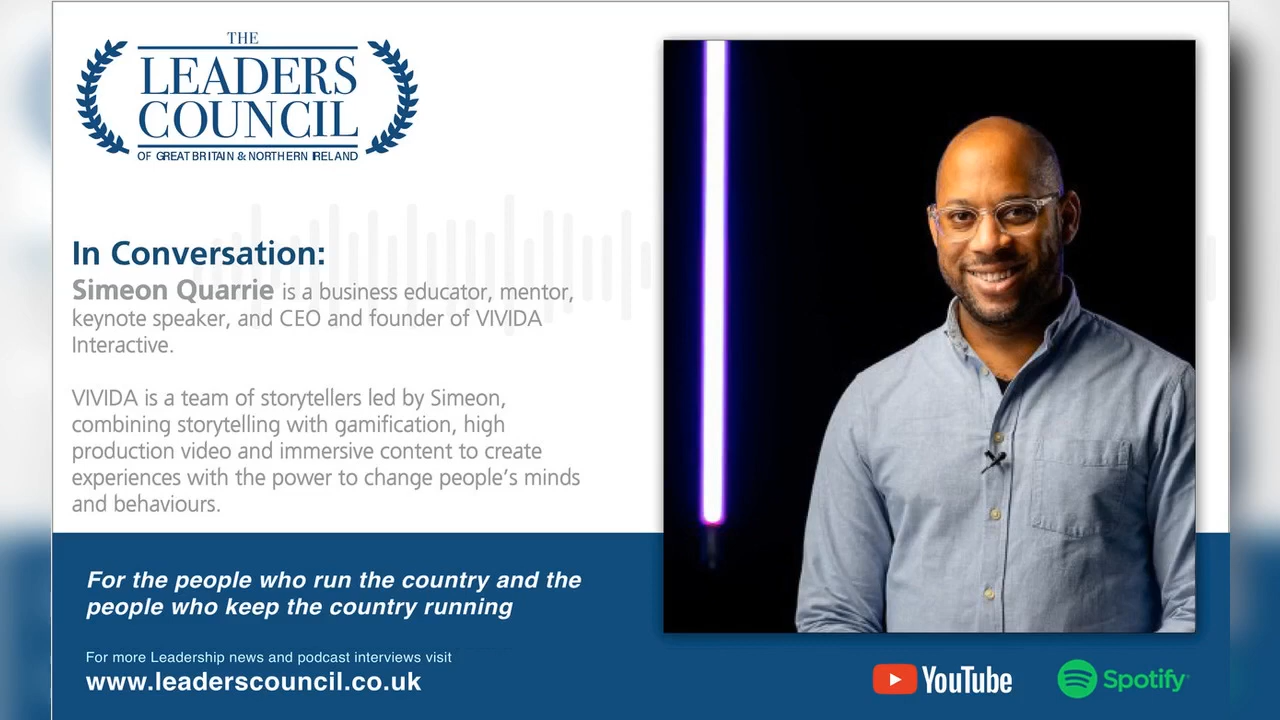 THE
LEADERS
COUNCIL
OF GREAT BRITAIN & NORTHERN IRELAND
In Conversation:
Simeon Quarrie is a business educator, mentor,
keynote speaker, and CEO and founder of VIVIDA
Interactive.
VIVIDA is a team of storytellers led by Simeon,
combining storytelling with gamification, high
production video and immersive content to create
experiences with the power to change people's minds
and behaviours.
For the people who run the country and the
people who keep the country running
For more Leadership news and podcast interviews visit
www.leaderscouncil.co.uk
YouTube
Spotify